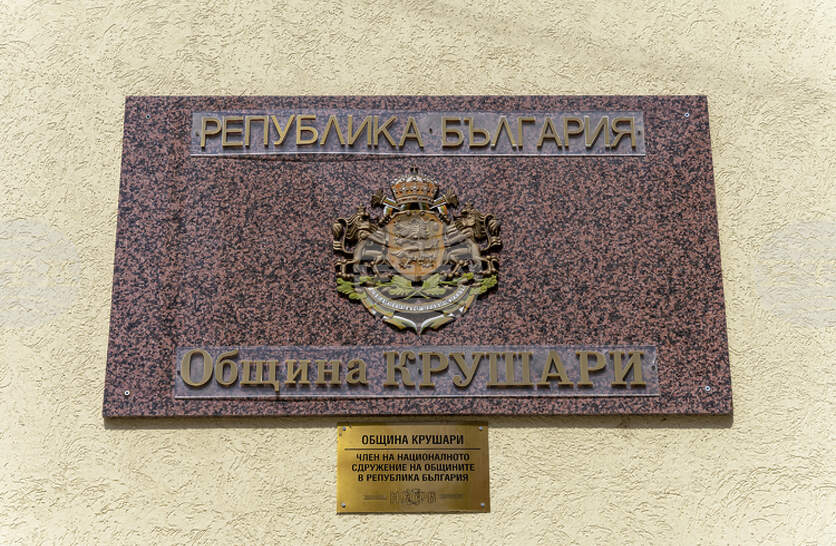 РЕПУБЛИКА БЪЛГАРИЯ
Община КРУШАРИ
ОБЩИНА КРУШАРИ
ЧЛЕН НА НАЦИОНАЛНОТО
СДРУЖЕНИЕ НА ОБЩИНИТЕ
В РЕПУБЛИКА БЪЛГАРИЯ